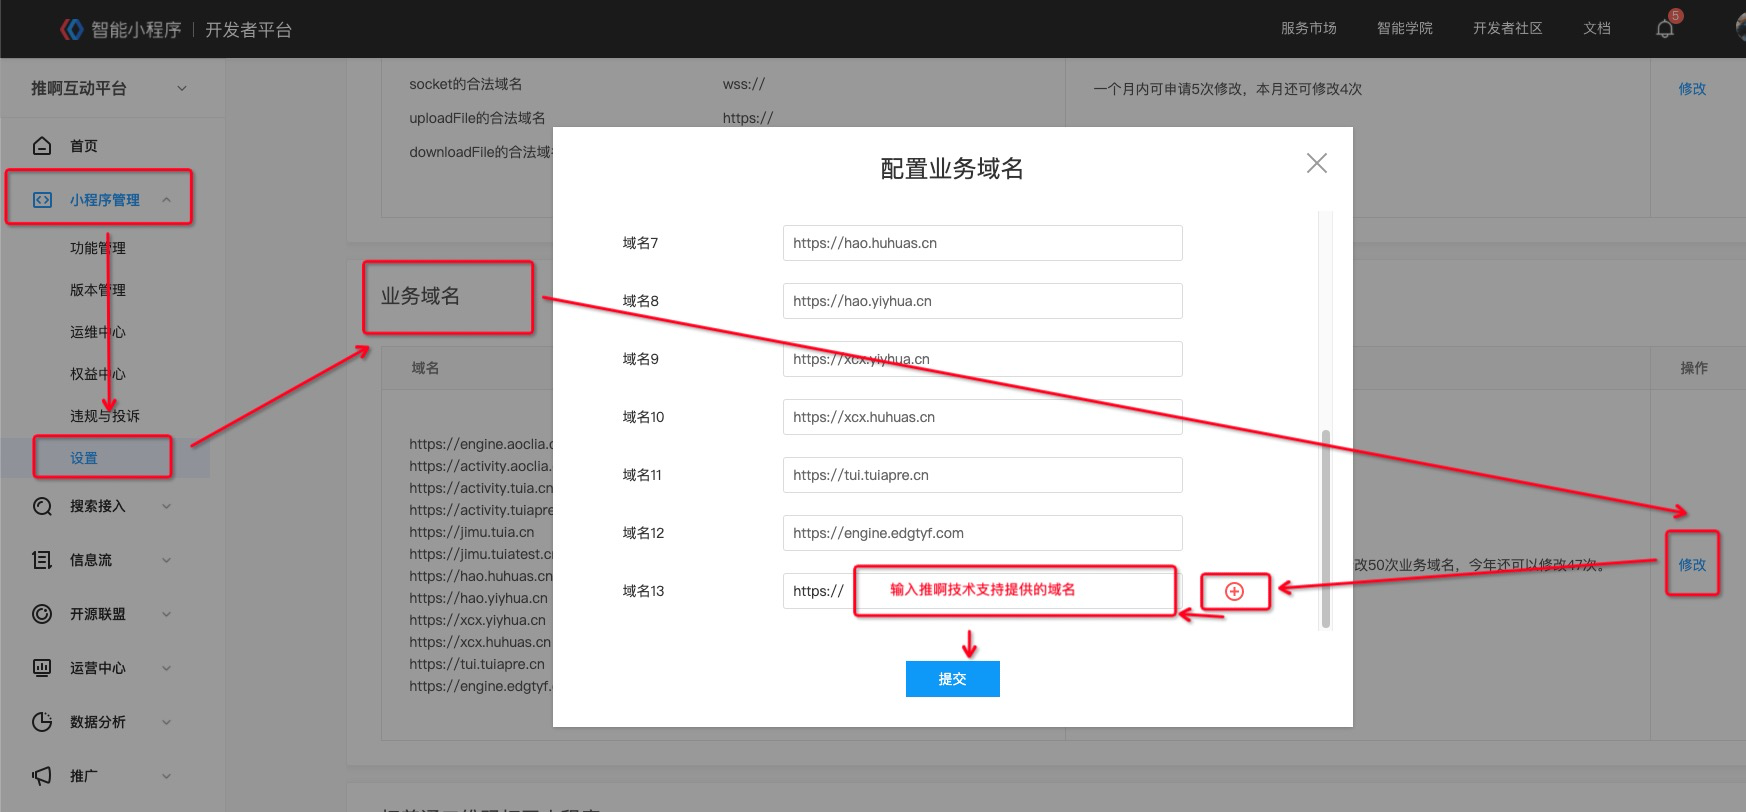 智能小程序 | 开发者平台
服务市场
智能学院
开发者社区
文档
5
推啊互动平台
首页
小程序管理
功能管理
版本管理
运维中心
权益中心
违规与投诉
设置
搜索接入
信息流
开源联盟
运营中心
数据分析
推广
socket的合法域名
wss://
uploadFile的合法域名
https://
downloadFile的合法域
一个月内可申请5次修改，本月还可修改4次
修改
业务域名
域名
操作
https://engine.aoclia.c
https://activity.aoclia.
https://activity.tuia.cn
https://activity.tuiapre
https://jimu.tuia.cn
https://jimu.tuiatest.c
https://hao.huhuas.cn
https://hao.yiyhua.cn
https://xcx.yiyhua.cn
https://xcx.huhuas.cn
https://tui.tuiapre.cn
https://engine.edgtyf.
改50次业务域名，今年还可以修改47次。
修改
配置业务域名
域名7
https://hao.huhuas.cn
域名8
https://hao.yiyhua.cn
域名9
https://xcx.yiyhua.cn
域名10
https://xcx.huhuas.cn
域名11
https://tui.tuiapre.cn
域名12
https://engine.edgtyf.com
域名13
https://
输入推啊技术支持提供的域名
提交